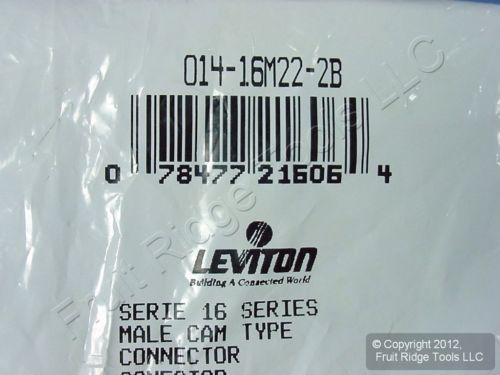 014-16M22-2B
0 78477 21606 4
LEVITON
Building A Connected World
SERIE 16 SERIES
MALE CAM TYPE
CONNECTOR
CONECTOR
Fruit Ridge Tools LLC
© Copyright 2012,
Fruit Ridge Tools LLC